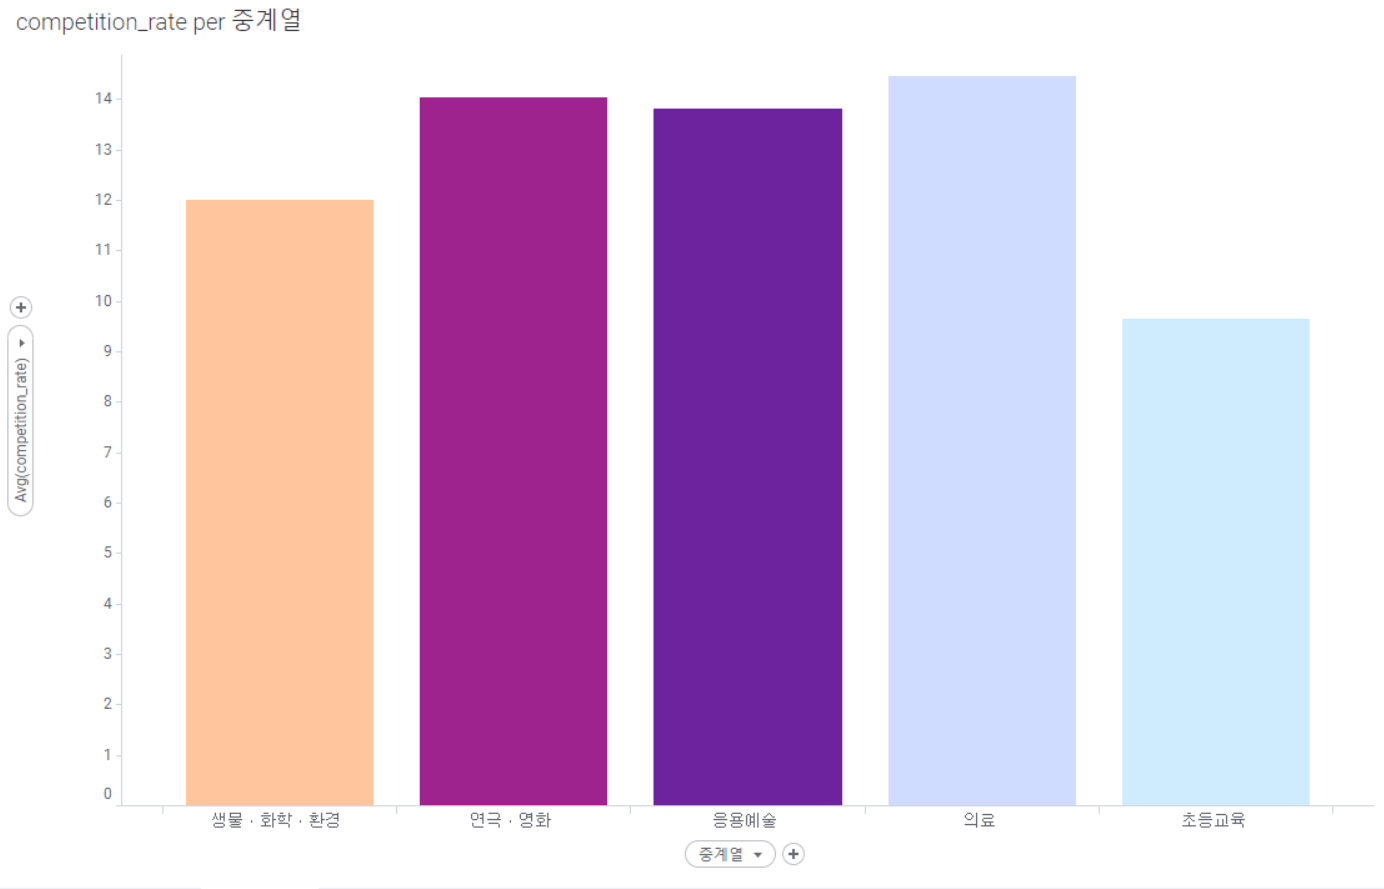 competition_rate per 중계열
14
13
12
11
10
9
8
7
6
5
4
3
2
1
0
Avg(competition_rate)
생물 · 화학 · 환경
연극 · 영화
응용예술
의료
초등교육
중계열